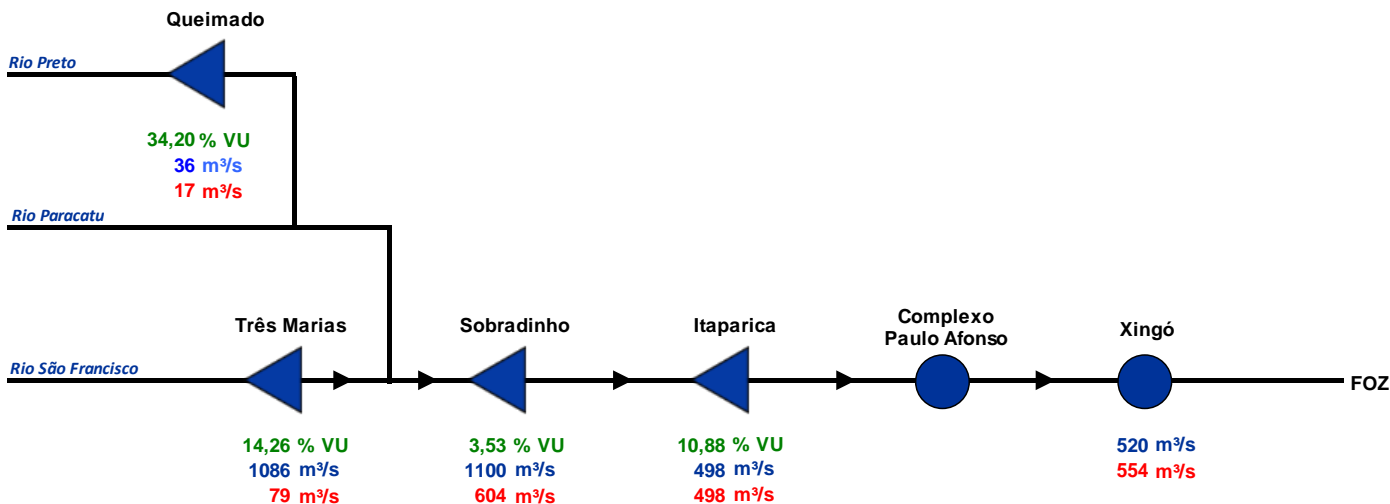 Queimado
Rio Preto
34,20 % VU
36 m³/s
17 m³/s
Rio Paracatu
Três Marias
Sobradinho
Itaparica
Complexo
Paulo Afonso
Xingó
Rio São Francisco
FOZ
14,26 % VU
1086 m³/s
79 m³/s
3,53 % VU
1100 m³/s
604 m³/s
10,88 % VU
498 m³/s
498 m³/s
520 m³/s
554 m³/s